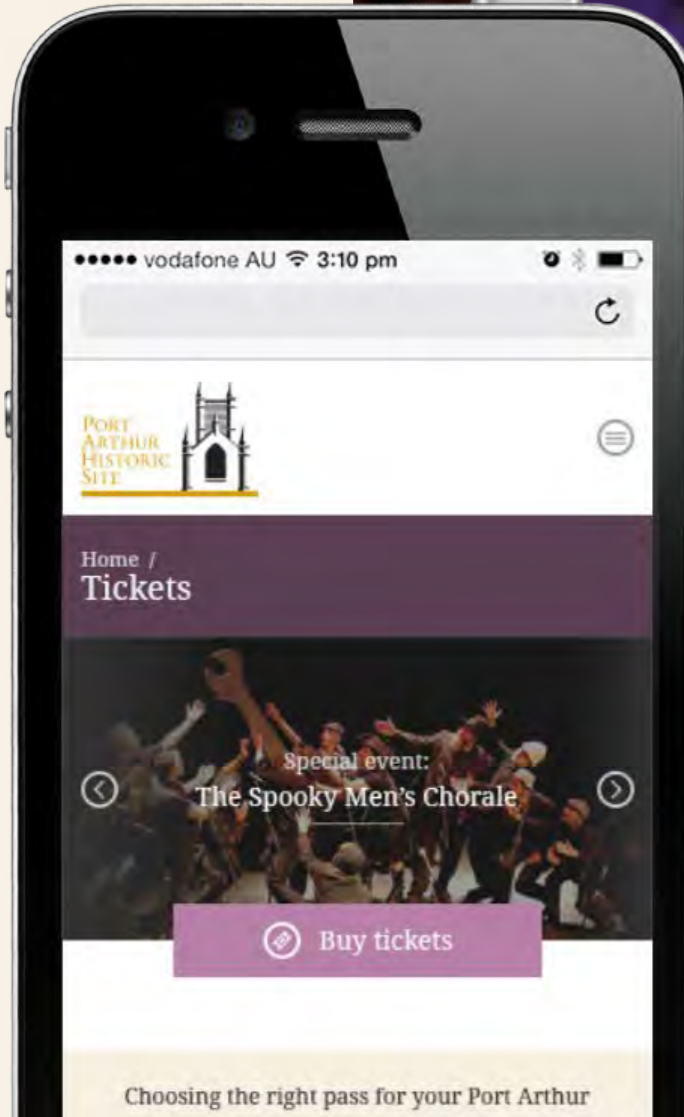 vodafone AU 3:10 pm
PORT
ARTHUR
HISTORIC
SITE
Home /
Tickets
Special event:
The Spooky Men's Chorale
Buy tickets
Choosing the right pass for your Port Arthur